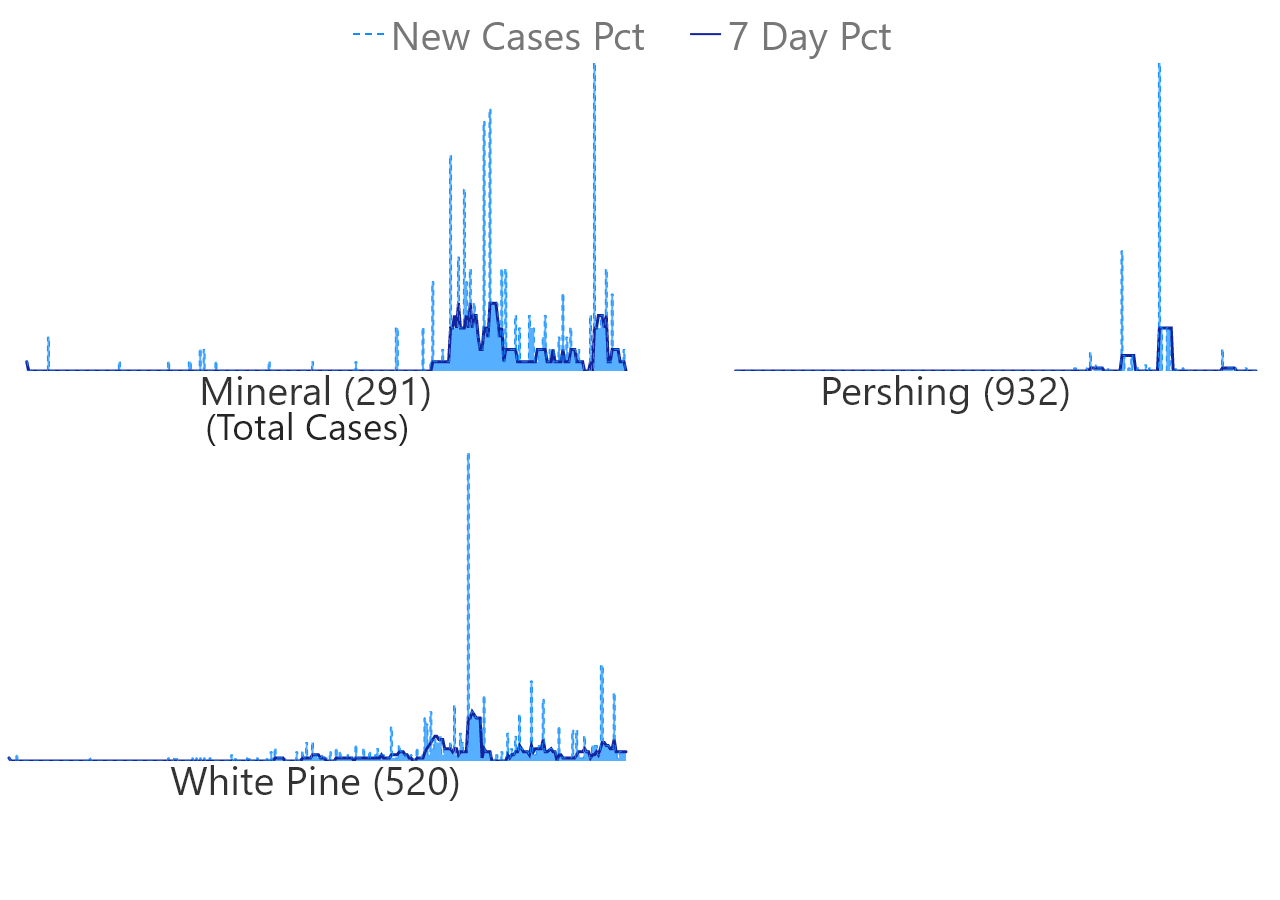 New Cases Pct 7 Day Pct
Mineral (291) Pershing (932)
(Total Cases)
White Pine (520)